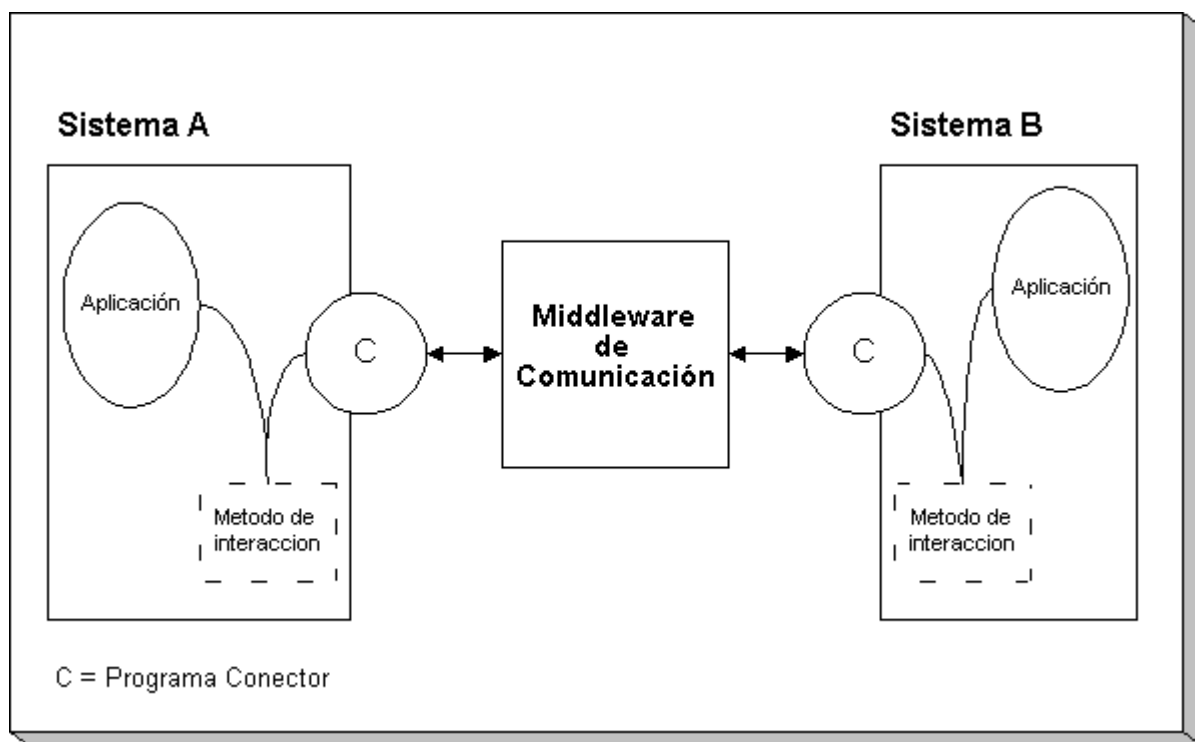 Sistema A
Sistema B
Aplicación
Aplicación
C
Middleware
de
Comunicación
C
Metodo de
interaccion
Metodo de
interaccion
C = Programa Conector